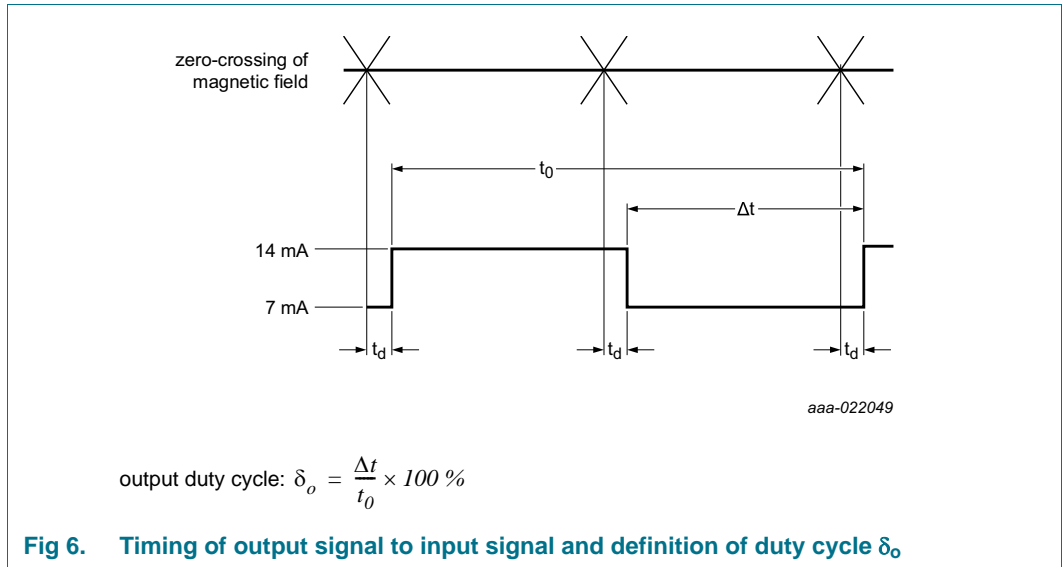 zero-crossing of
magnetic field
t0
Δt
14 mA
7 mA
td
td
td
aaa-022049
output duty cycle: δo = Δt/t0 × 100 %
Fig 6. Timing of output signal to input signal and definition of duty cycle δo